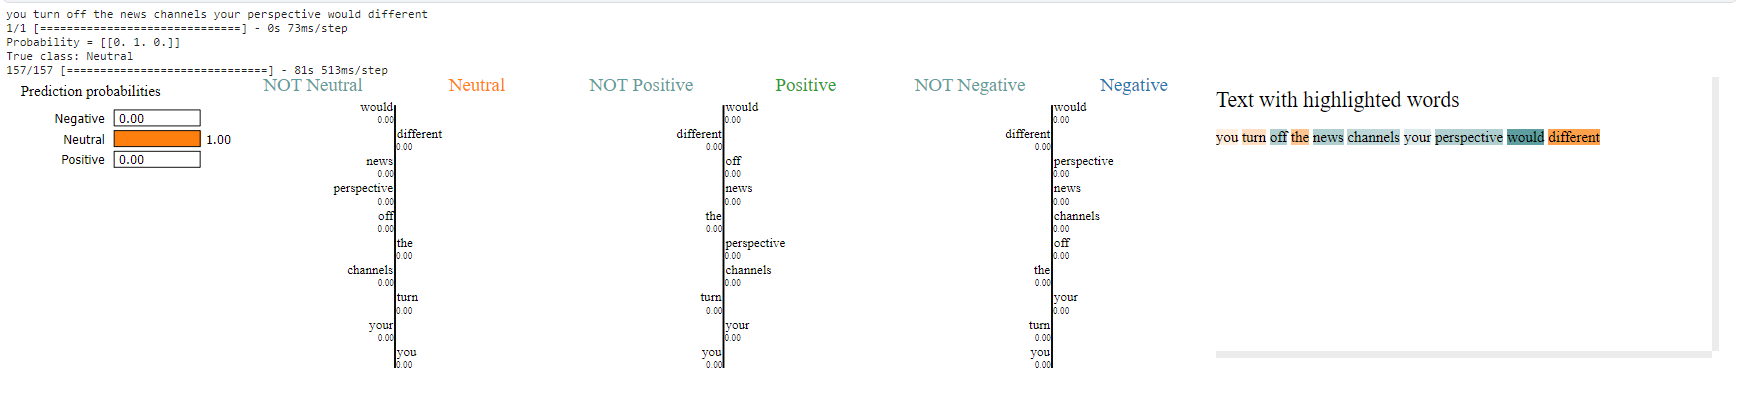 you turn off the news channels your perspective would different
1/1 [==============================] - 0s 73ms/step
Probability = [[0. 1. 0.]]
True class: Neutral
157/157 [==============================] - 81s 513ms/step
Prediction probabilities
Negative 0.00
Neutral 1.00
Positive 0.00
NOT Neutral Neutral
would
0.00
different
0.00
news
0.00
perspective
0.00
off
0.00
the
0.00
channels
0.00
turn
0.00
your
0.00
you
0.00
NOT Positive Positive
would
0.00
different
0.00
off
0.00
news
0.00
the
0.00
perspective
0.00
channels
0.00
turn
0.00
your
0.00
you
0.00
NOT Negative Negative
would
0.00
different
0.00
perspective
0.00
news
0.00
channels
0.00
off
0.00
the
0.00
your
0.00
turn
0.00
you
0.00
Text with highlighted words
you turn off the news channels your perspective would different